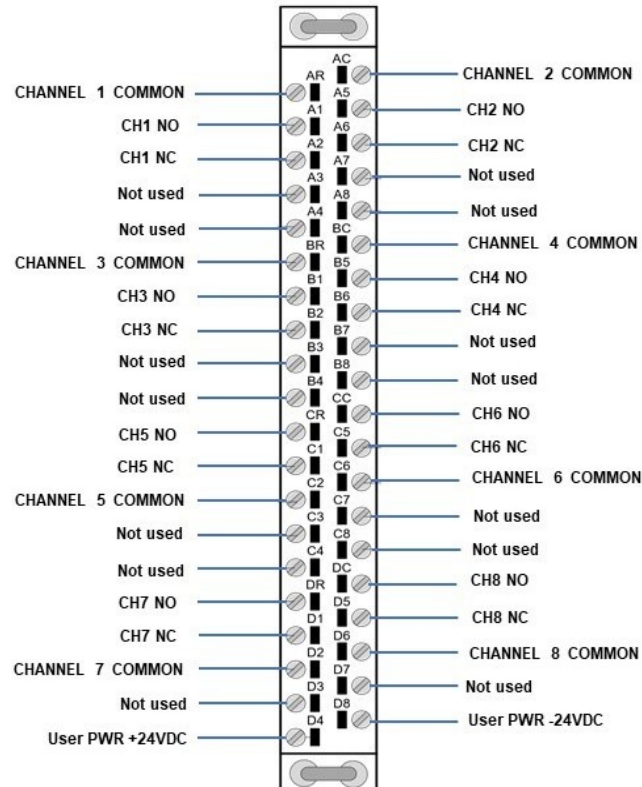 AC
CHANNEL 2 COMMON
AR
CHANNEL 1 COMMON
A5
CH2 NO
A1
CH1 NO
A6
CH2 NC
A2
CH1 NC
A7
Not used
A3
Not used
A8
Not used
A4
Not used
BC
CHANNEL 4 COMMON
BR
CHANNEL 3 COMMON
B5
CH4 NO
B1
CH3 NO
B6
CH4 NC
B2
CH3 NC
B7
Not used
B3
Not used
B8
Not used
B4
Not used
CC
CH6 NO
CR
CH5 NO
C5
CH6 NC
C1
CH5 NC
C6
CHANNEL 6 COMMON
C2
CHANNEL 5 COMMON
C7
Not used
C3
Not used
C8
Not used
C4
Not used
DC
CH8 NO
DR
CH7 NO
D5
CH8 NC
D1
CH7 NC
D6
CHANNEL 8 COMMON
D2
CHANNEL 7 COMMON
D7
Not used
D3
Not used
D8
User PWR -24VDC
D4
User PWR +24VDC